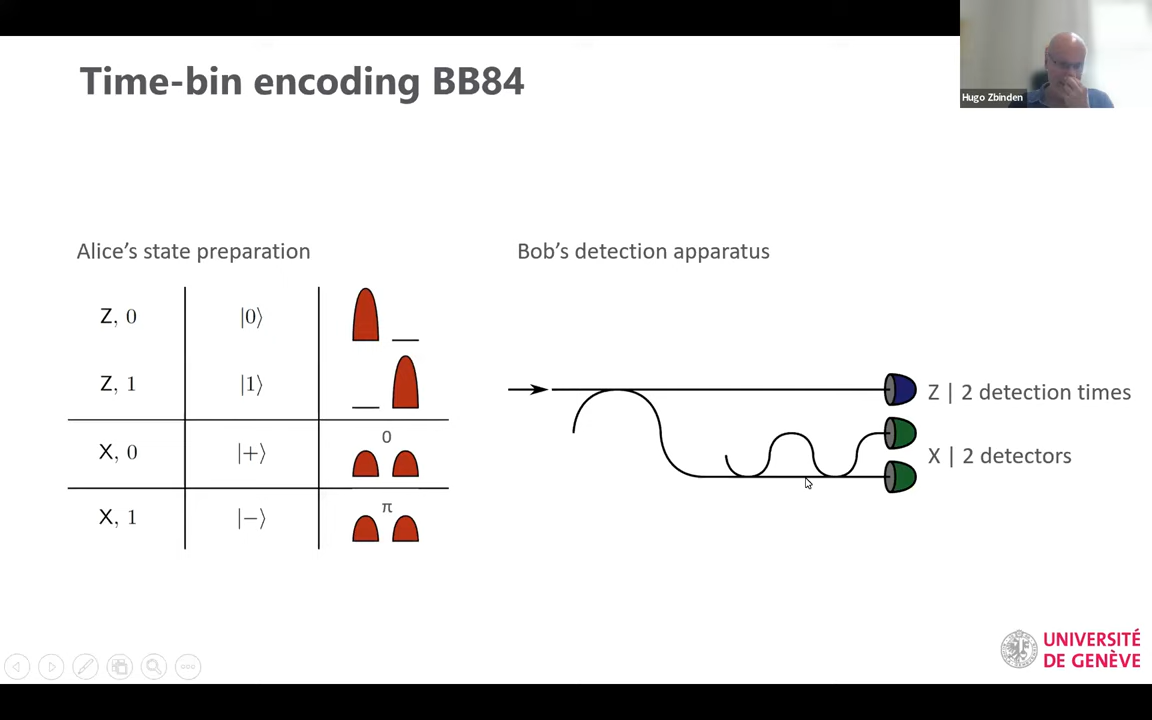 Hugo Zbinden
Time-bin encoding BB84
Alice’s state preparation
Z, 0 |0⟩
Z, 1 |1⟩
X, 0 |+⟩ 0
X, 1 |−⟩ π
Bob’s detection apparatus
Z | 2 detection times
X | 2 detectors
UNIVERSITÉ
DE GENÈVE